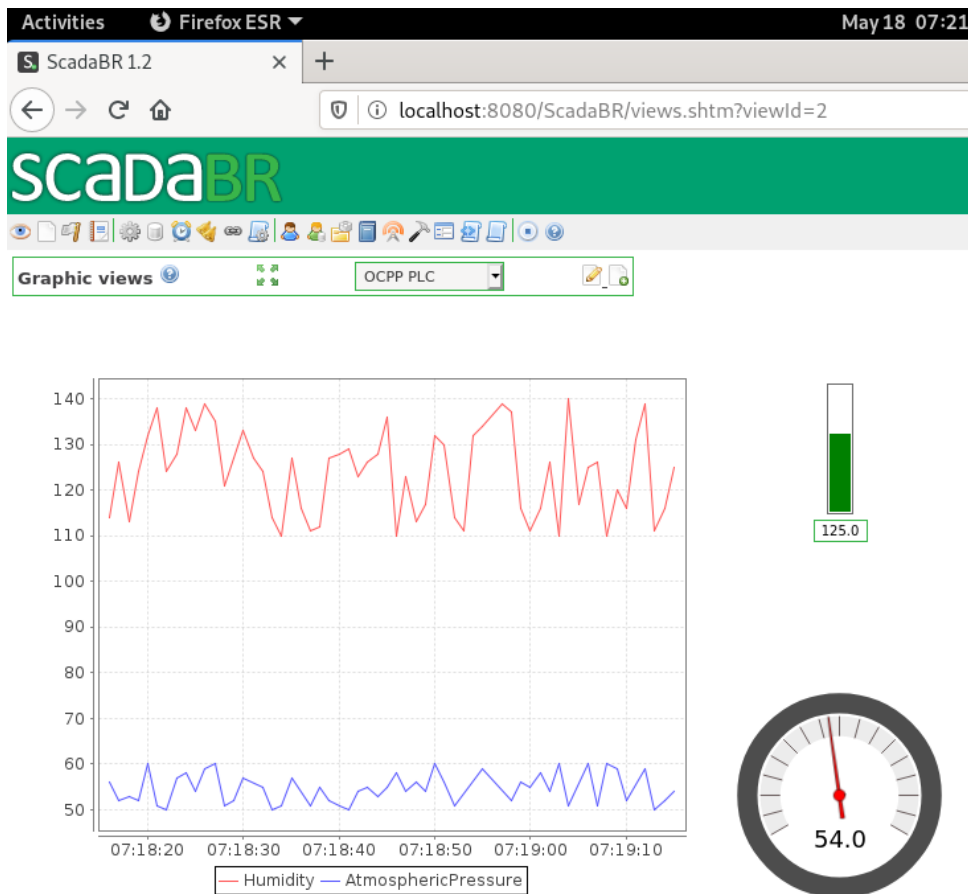 Activities Firefox ESR May 18 07:21
S. ScadaBR 1.2
localhost:8080/ScadaBR/views.shtm?viewId=2
SCADABR
Graphic views OCPP PLC
140
130
120
110
100
90
80
70
60
50
07:18:20 07:18:30 07:18:40 07:18:50 07:19:00 07:19:10
Humidity AtmosphericPressure
125.0
54.0